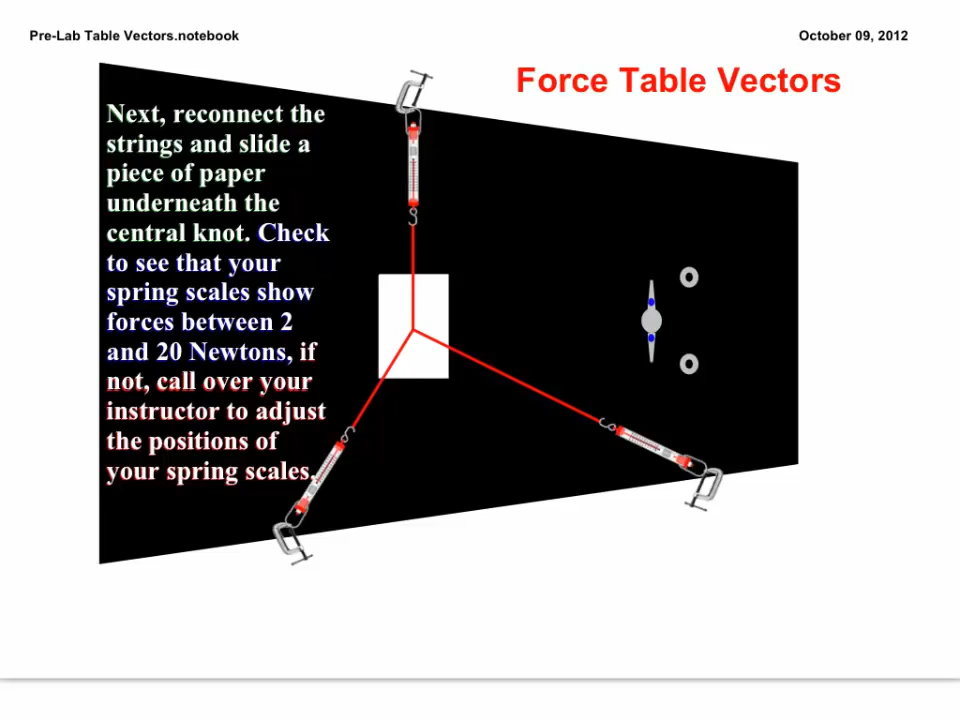 Pre-Lab Table Vectors.notebook
October 09, 2012
Force Table Vectors
Next, reconnect the
strings and slide a
piece of paper
underneath the
central knot. Check
to see that your
spring scales show
forces between 2
and 20 Newtons, if
not, call over your
instructor to adjust
the positions of
your spring scales.